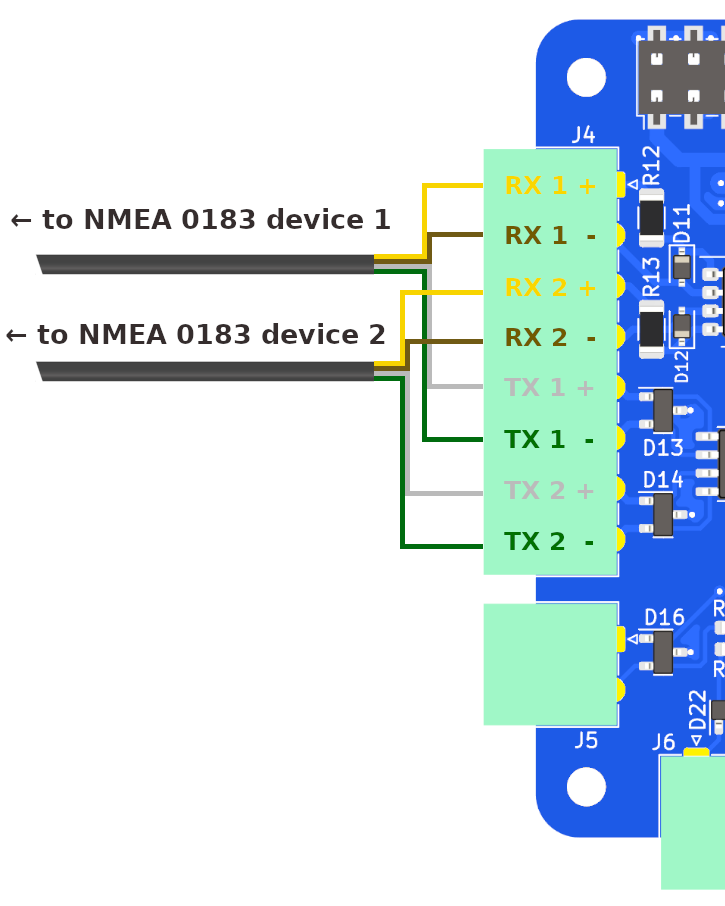 J4
R12
RX 1 +
← to NMEA 0183 device 1
D11
RX 1 -
R13
RX 2 +
← to NMEA 0183 device 2
RX 2 -
D12
TX 1 +
TX 1 -
D13
D14
TX 2 +
TX 2 -
D16
R
R
D22
J5
J6